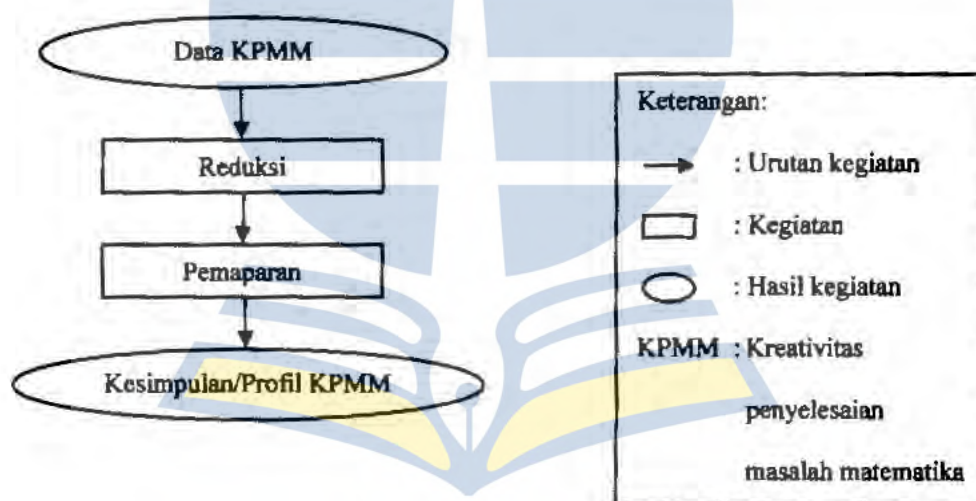 Data KPMM
Reduksi
Pemaparan
Kesimpulan/Profil KPMM
Keterangan:
: Urutan kegiatan
: Kegiatan
: Hasil kegiatan
KPMM : Kreativitas
penyelesaian
masalah matematika